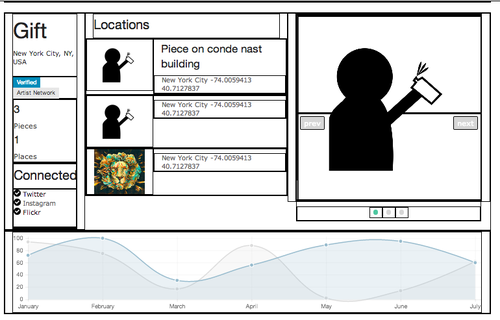 Gift
New York City, NY,
USA
Verified
Artist Network
3
Pieces
1
Places
Connected
Twitter
Instagram
Flickr
Locations
Piece on conde nast
building
New York City -74.0059413
40.7127837
New York City -74.0059413
40.7127837
New York City -74.0059413
40.7127837
prev
next
100
80
60
40
20
0
January
February
March
April
May
June
July